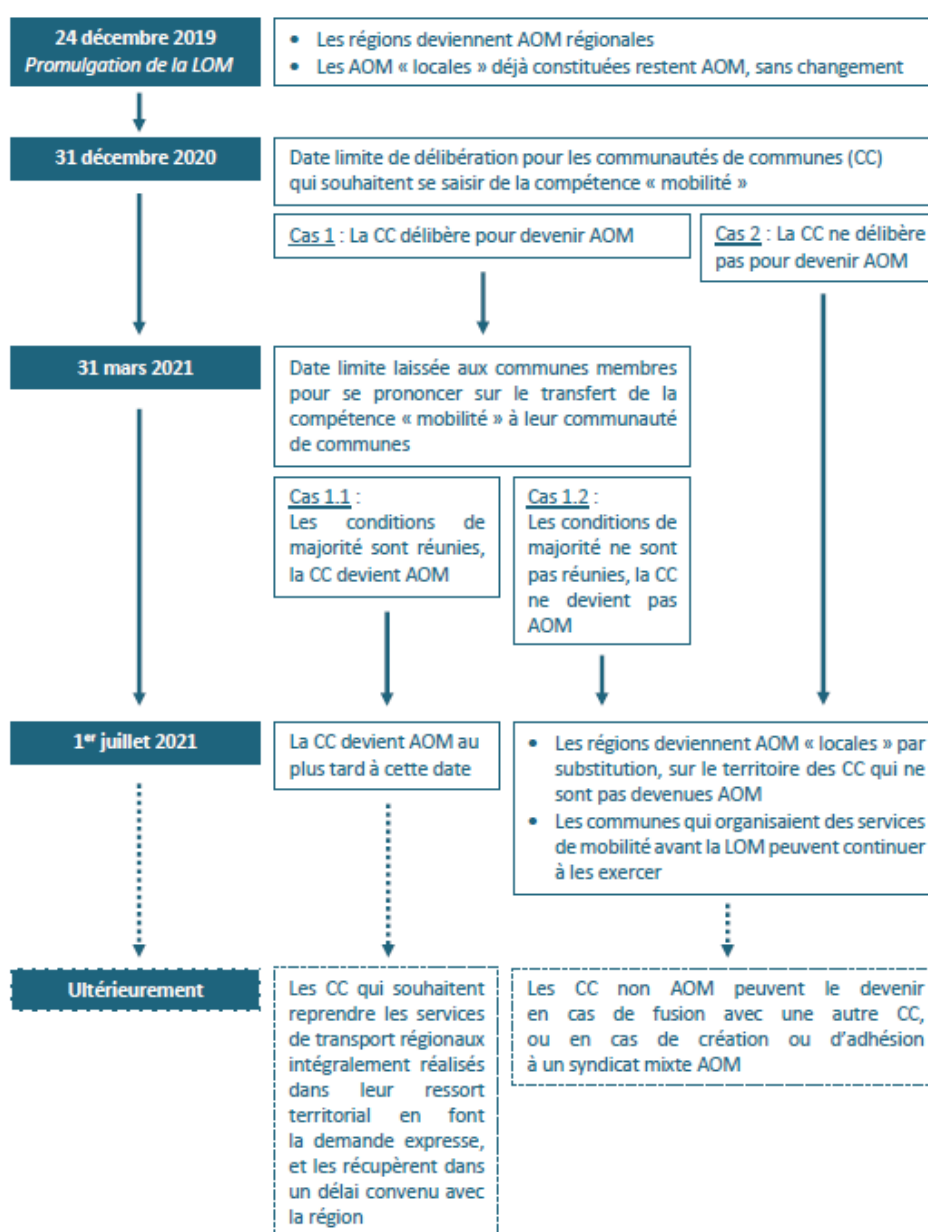 24 décembre 2019
Promulgation de la LOM
• Les régions deviennent AOM régionales
• Les AOM « locales » déjà constituées restent AOM, sans changement
31 décembre 2020
Date limite de délibération pour les communautés de communes (CC)
qui souhaitent se saisir de la compétence « mobilité »
Cas 1 : La CC délibère pour devenir AOM
Cas 2 : La CC ne délibère
pas pour devenir AOM
31 mars 2021
Date limite laissée aux communes membres
pour se prononcer sur le transfert de la
compétence « mobilité » à leur communauté
de communes
Cas 1.1 :
Les conditions de
majorité sont réunies,
la CC devient AOM
Cas 1.2 :
Les conditions de
majorité ne sont
pas réunies, la CC
ne devient pas
AOM
1er juillet 2021
La CC devient AOM au
plus tard à cette date
• Les régions deviennent AOM « locales » par
substitution, sur le territoire des CC qui ne
sont pas devenues AOM
• Les communes qui organisaient des services
de mobilité avant la LOM peuvent continuer
à les exercer
Ultérieurement
Les CC qui souhaitent
reprendre les services
de transport régionaux
intégralement réalisés
dans leur ressort
territorial en font
la demande expresse,
et les récupèrent dans
un délai convenu avec
la région
Les CC non AOM peuvent le devenir
en cas de fusion avec une autre CC,
ou en cas de création ou d'adhésion
à un syndicat mixte AOM